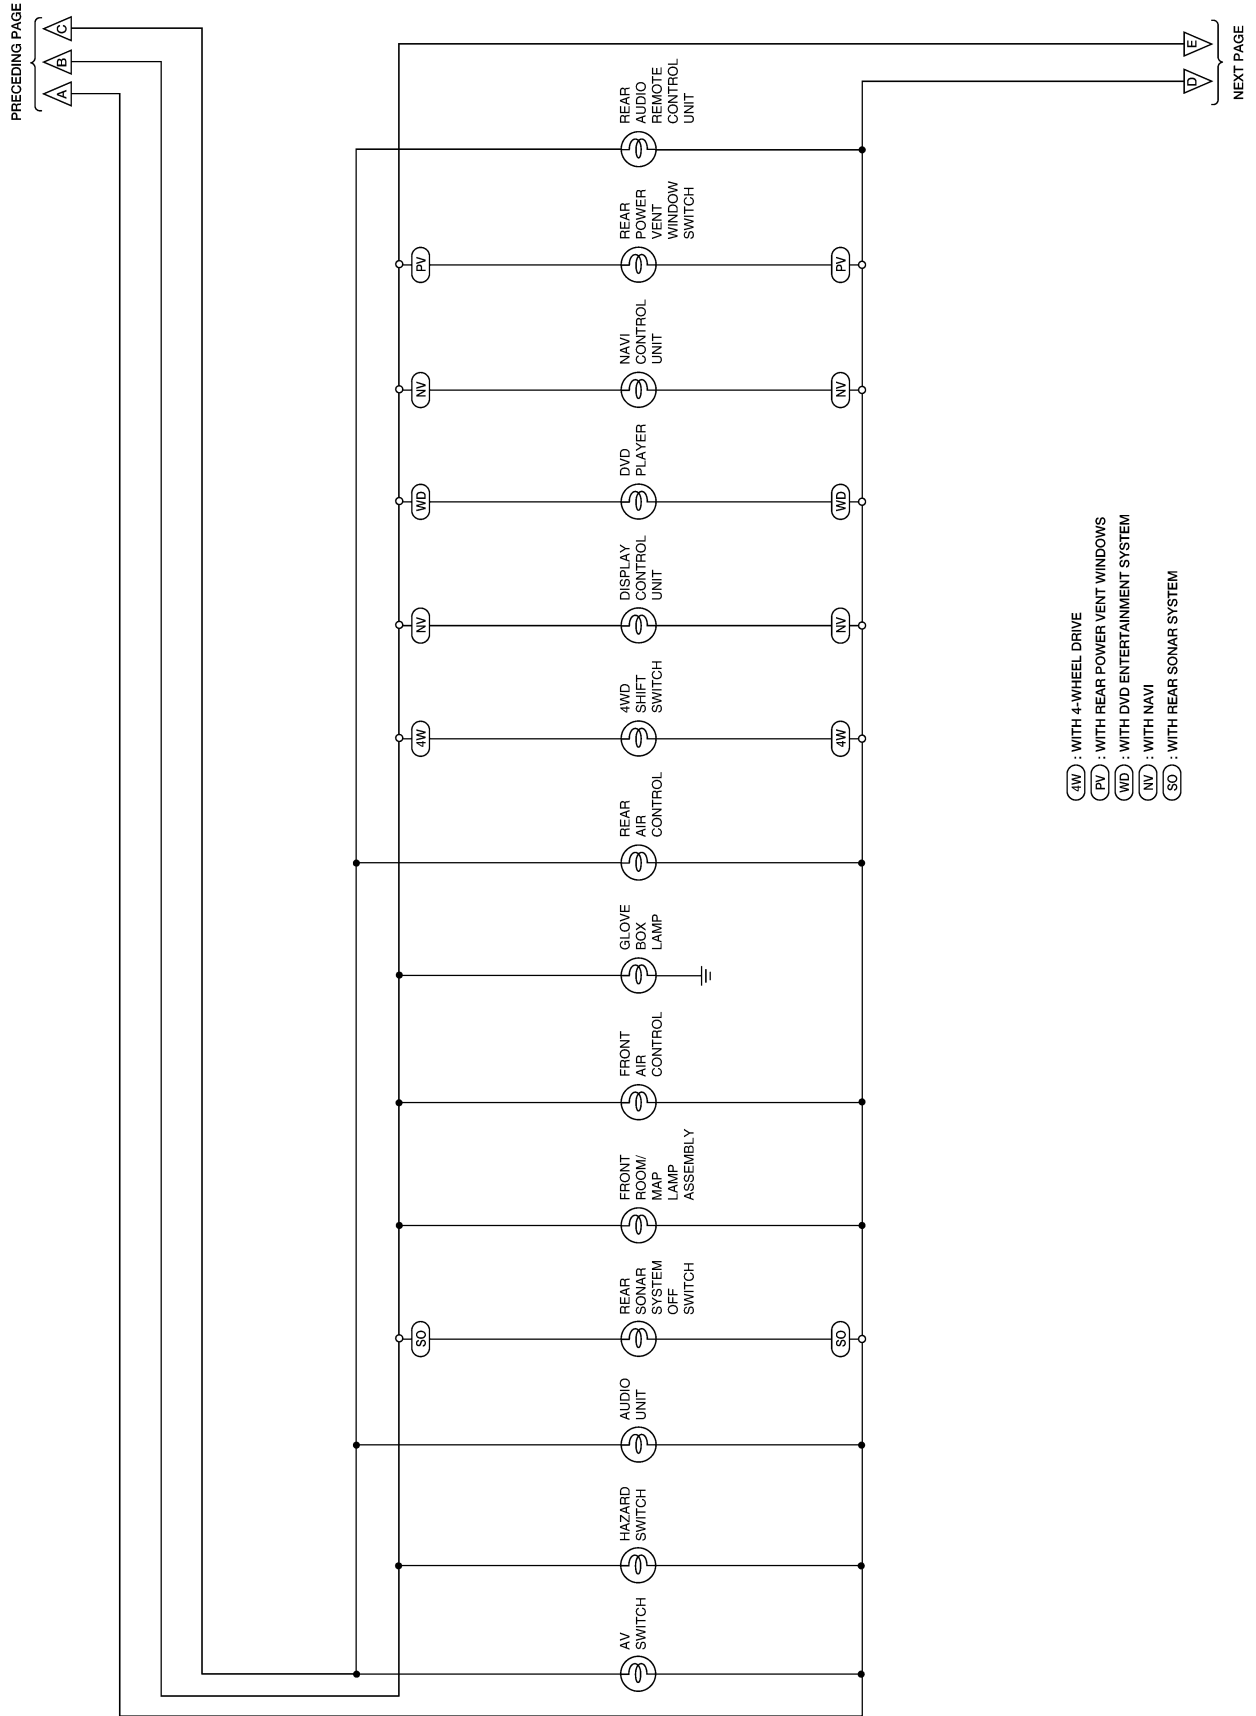 PRECEDING PAGE
A
B
C
AV
SWITCH
HAZARD
SWITCH
AUDIO
UNIT
SO
REAR
SONAR
SYSTEM
OFF
SWITCH
SO
FRONT
ROOM/
MAP
LAMP
ASSEMBLY
FRONT
AIR
CONTROL
GLOVE
BOX
LAMP
REAR
AIR
CONTROL
4W
4WD
SHIFT
SWITCH
4W
NV
DISPLAY
CONTROL
UNIT
NV
WD
DVD
PLAYER
WD
NV
NAVI
CONTROL
UNIT
NV
PV
REAR
POWER
VENT
WINDOW
SWITCH
PV
REAR
AUDIO
REMOTE
CONTROL
UNIT
4W : WITH 4-WHEEL DRIVE
PV : WITH REAR POWER VENT WINDOWS
WD : WITH DVD ENTERTAINMENT SYSTEM
NV : WITH NAVI
SO : WITH REAR SONAR SYSTEM
D
E
NEXT PAGE